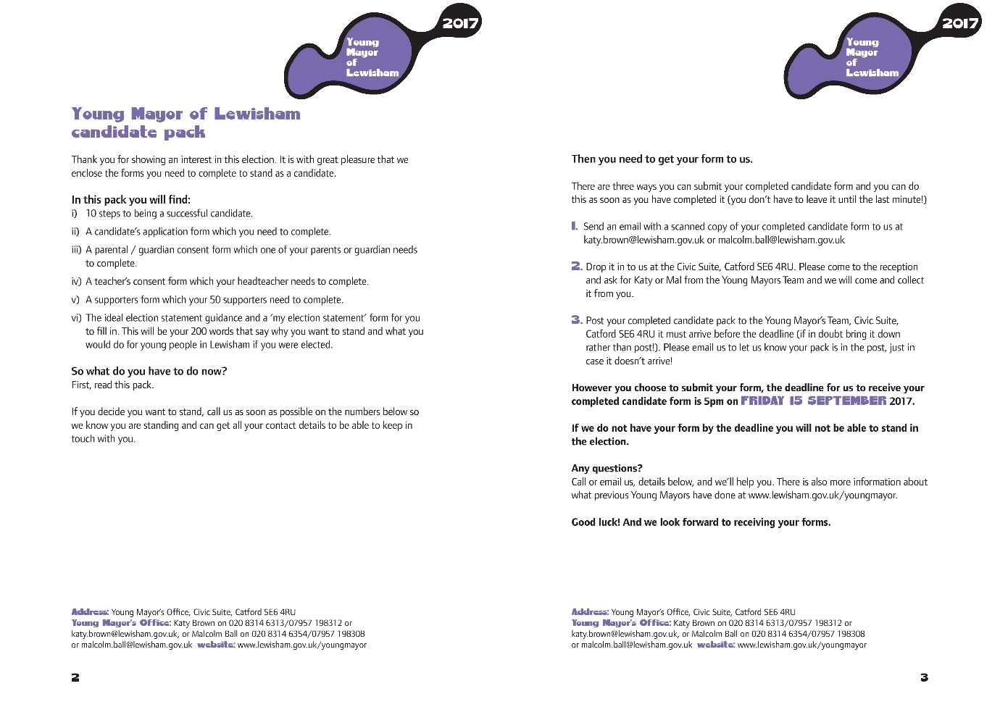 2017
Young
Mayor
of
Lewisham
Young Mayor of Lewisham
candidate pack
Thank you for showing an interest in this election. It is with great pleasure that we
enclose the forms you need to complete to stand as a candidate.
In this pack you will find:
i) 10 steps to being a successful candidate.
ii) A candidate's application form which you need to complete.
iii) A parental / guardian consent form which one of your parents or guardian needs
to complete.
iv) A teacher's consent form which your headteacher needs to complete.
v) A supporters form which your 50 supporters need to complete.
vi) The ideal election statement guidance and a 'my election statement' form for you
to fill in. This will be your 200 words that say why you want to stand and what you
would do for young people in Lewisham if you were elected.
So what do you have to do now?
First, read this pack.
If you decide you want to stand, call us as soon as possible on the numbers below so
we know you are standing and can get all your contact details to be able to keep in
touch with you.
Address: Young Mayor's Office, Civic Suite, Catford SE6 4RU
Young Mayor's Office: Katy Brown on 020 8314 6313/07957 198312 or
katy.brown@lewisham.gov.uk, or Malcolm Ball on 020 8314 6354/07957 198308
or malcolm.ball@lewisham.gov.uk website: www.lewisham.gov.uk/youngmayor
2
2017
Young
Mayor
of
Lewisham
Then you need to get your form to us.
There are three ways you can submit your completed candidate form and you can do
this as soon as you have completed it (you don't have to leave it until the last minute!)
1. Send an email with a scanned copy of your completed candidate form to us at
katy.brown@lewisham.gov.uk or malcolm.ball@lewisham.gov.uk
2. Drop it in to us at the Civic Suite, Catford SE6 4RU. Please come to the reception
and ask for Katy or Mal from the Young Mayors Team and we will come and collect
it from you.
3. Post your completed candidate pack to the Young Mayor's Team, Civic Suite,
Catford SE6 4RU it must arrive before the deadline (if in doubt bring it down
rather than post!). Please email us to let us know your pack is in the post, just in
case it doesn't arrive!
However you choose to submit your form, the deadline for us to receive your
completed candidate form is 5pm on FRIDAY 15 SEPTEMBER 2017.
If we do not have your form by the deadline you will not be able to stand in
the election.
Any questions?
Call or email us, details below, and we'll help you. There is also more information about
what previous Young Mayors have done at www.lewisham.gov.uk/youngmayor.
Good luck! And we look forward to receiving your forms.
Address: Young Mayor's Office, Civic Suite, Catford SE6 4RU
Young Mayor's Office: Katy Brown on 020 8314 6313/07957 198312 or
katy.brown@lewisham.gov.uk, or Malcolm Ball on 020 8314 6354/07957 198308
or malcolm.ball@lewisham.gov.uk website: www.lewisham.gov.uk/youngmayor
3